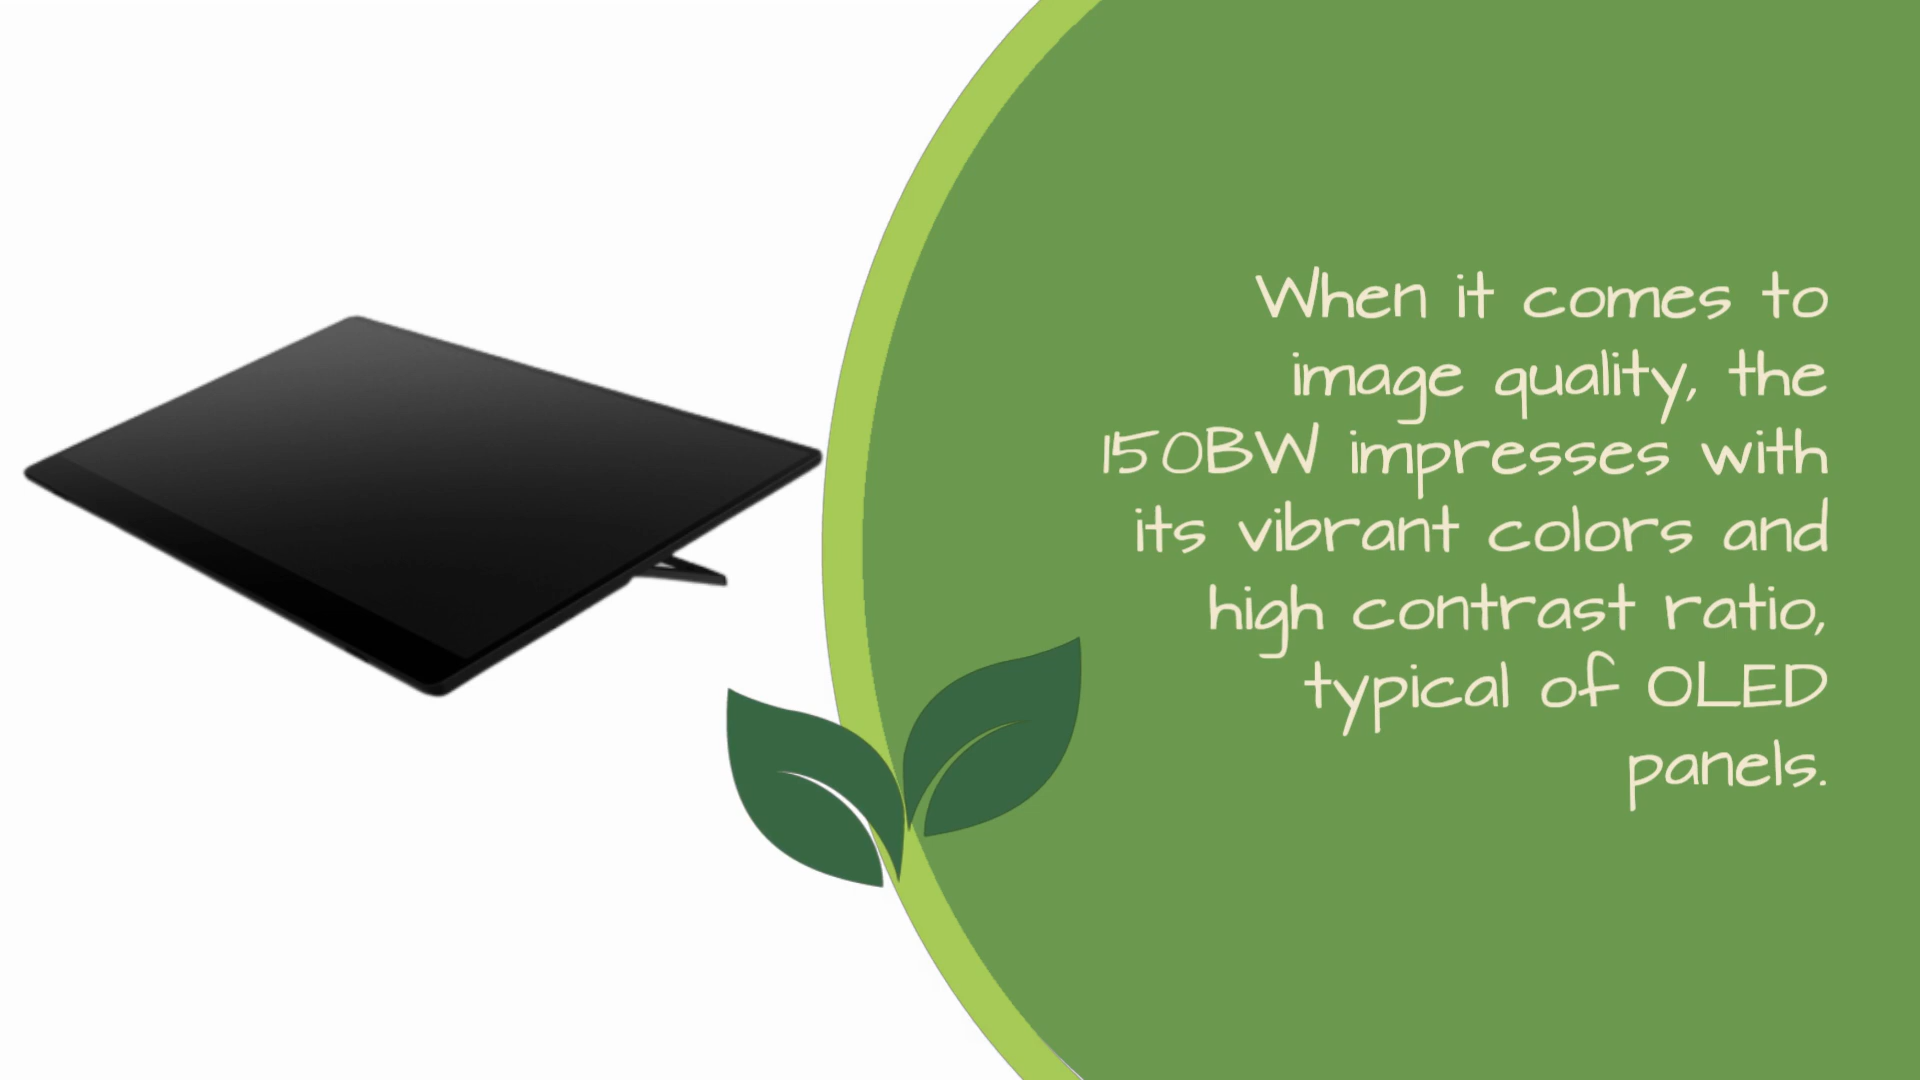 When it comes to
image quality, the
150BW impresses with
its vibrant colors and
high contrast ratio,
typical of OLED
panels.